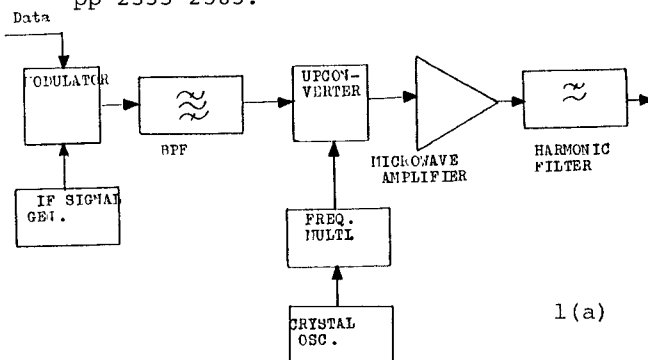 pp 2555-2585.
Data
ODULATOR
BPF
UPCON-
VERTER
MICROWAVE
AMPLIFIER
HARMONIC
FILTER
IF SIGNAL
GEN.
FREQ.
MULTI.
CRYSTAL
OSC.
1(a)